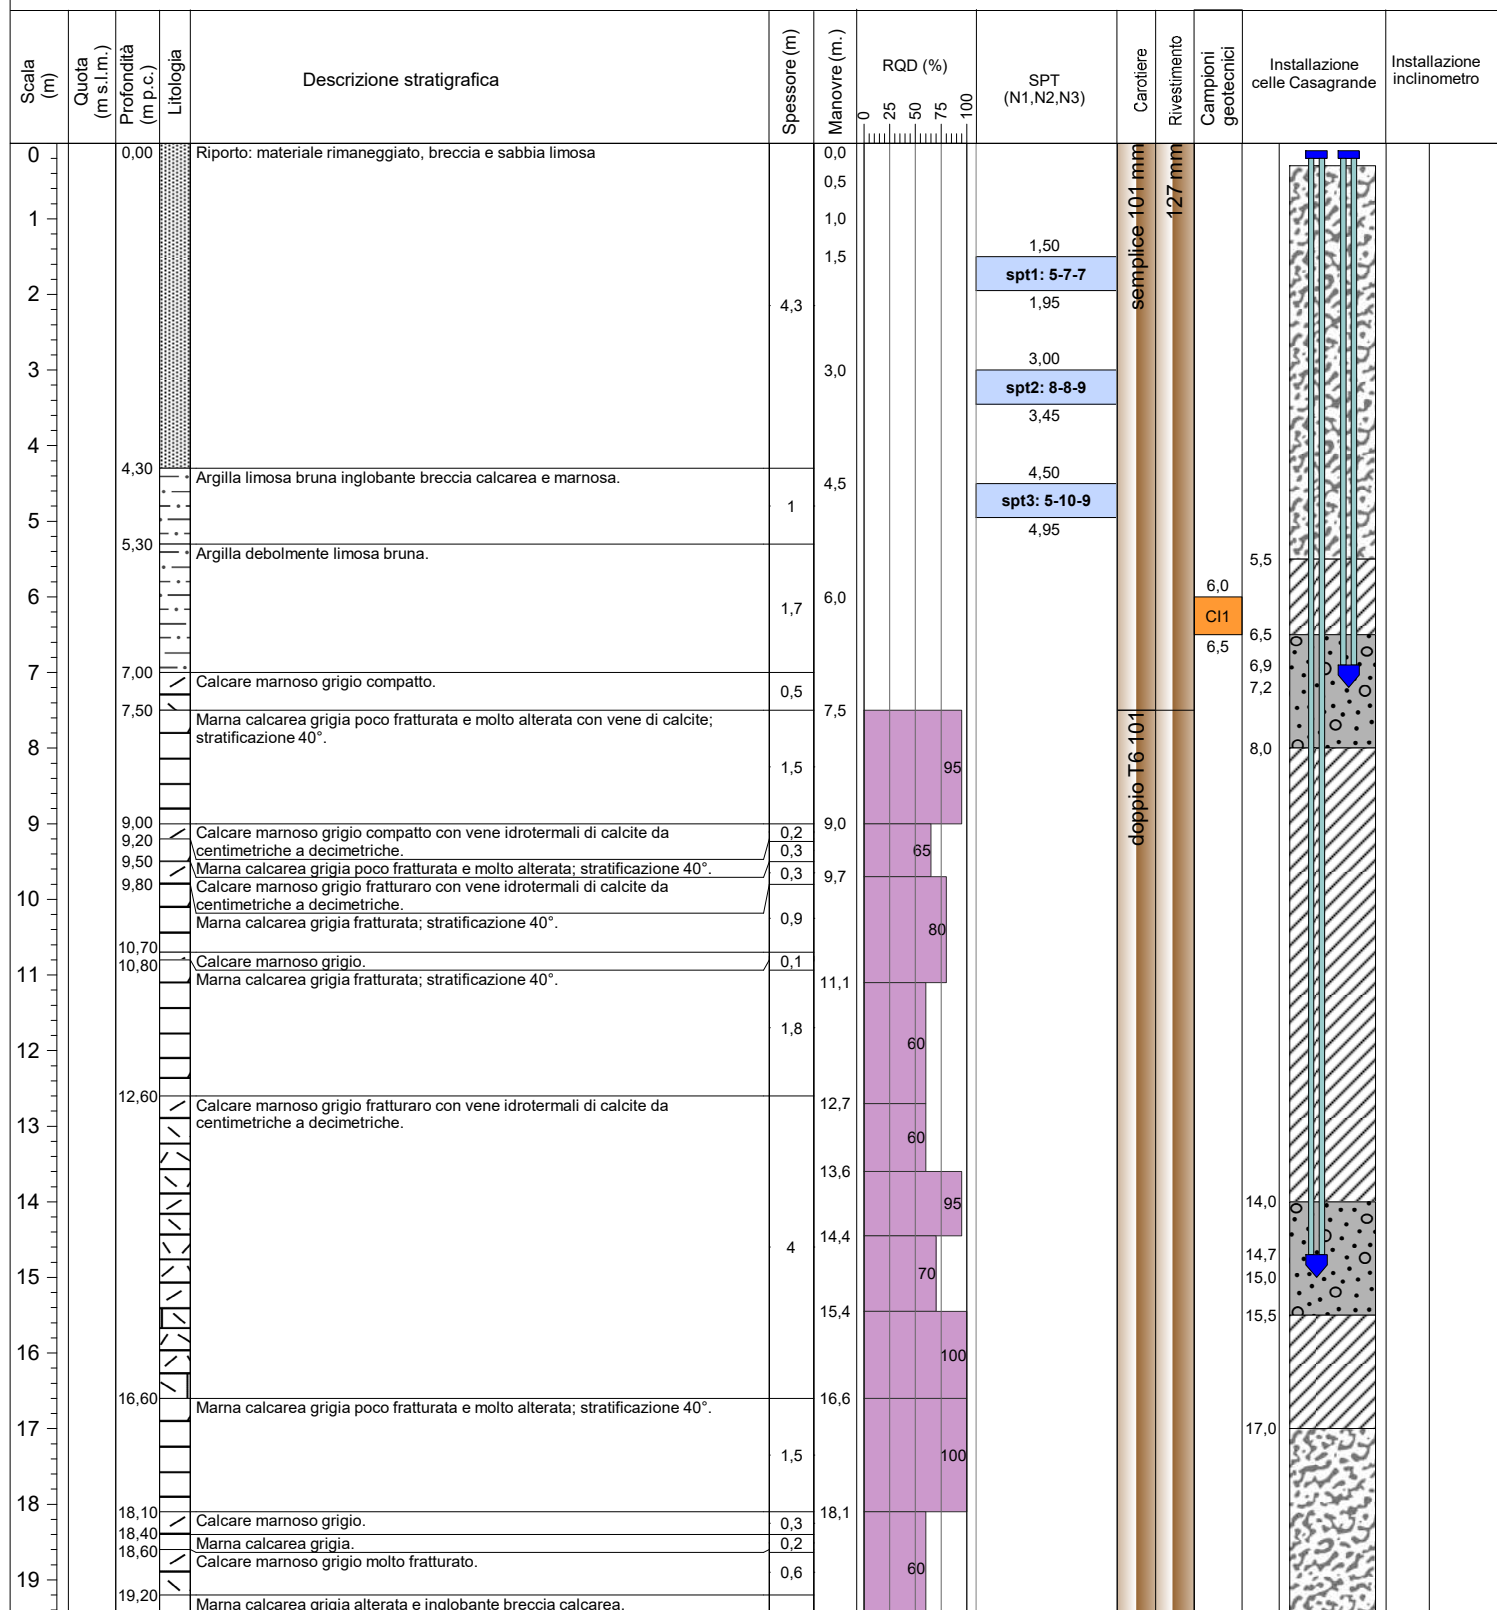 Scala
(m)
Quota
(m s.l.m.)
Profondità
(m p.c.)
Litologia
Descrizione stratigrafica
Spessore (m)
Manovre (m.)
RQD (%)
0 25 50 75 100
SPT
(N1,N2,N3)
Carotiere
Rivestimento
Campioni
geotecnici
Installazione
celle Casagrande
Installazione
inclinometro
0
1
2
3
4
5
6
7
8
9
10
11
12
13
14
15
16
17
18
19
0,00
4,30
5,30
7,00
7,50
9,00
9,20
9,50
9,80
10,70
10,80
12,60
16,60
18,10
18,40
18,60
19,20
Riporto: materiale rimaneggiato, breccia e sabbia limosa
Argilla limosa bruna inglobante breccia calcarea e marnosa.
Argilla debolmente limosa bruna.
Calcare marnoso grigio compatto.
Marna calcarea grigia poco fratturata e molto alterata con vene di calcite;
stratificazione 40°.
Calcare marnoso grigio compatto con vene idrotermali di calcite da
centimetriche a decimetriche.
Marna calcarea grigia poco fratturata e molto alterata; stratificazione 40°.
Calcare marnoso grigio fratturaro con vene idrotermali di calcite da
centimetriche a decimetriche.
Marna calcarea grigia fratturata; stratificazione 40°.
Calcare marnoso grigio.
Marna calcarea grigia fratturata; stratificazione 40°.
Calcare marnoso grigio fratturaro con vene idrotermali di calcite da
centimetriche a decimetriche.
Marna calcarea grigia poco fratturata e molto alterata; stratificazione 40°.
Calcare marnoso grigio.
Marna calcarea grigia.
Calcare marnoso grigio molto fratturato.
Marna calcarea grigia alterata e inglobante breccia calcarea.
4,3
1
1,7
0,5
1,5
0,2
0,3
0,3
0,9
0,1
1,8
4
1,5
0,3
0,2
0,6
0,0
0,5
1,0
1,5
3,0
4,5
6,0
7,5
9,0
9,7
11,1
12,7
13,6
14,4
15,4
16,6
18,1
95
65
80
60
60
95
70
100
100
60
1,50
spt1: 5-7-7
1,95
3,00
spt2: 8-8-9
3,45
4,50
spt3: 5-10-9
4,95
semplice 101 mm
doppio T6 101
127 mm
6,0
CI1
6,5
5,5
6,5
6,9
7,2
8,0
14,0
14,7
15,0
15,5
17,0